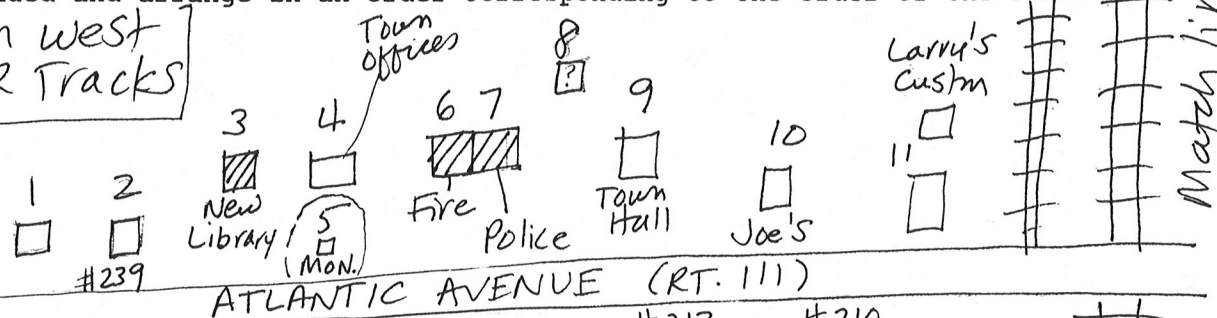 west
Tracks
Town
offices
8
?
Larry's
Custm
Match
3
4
6 7
9
10
11
1
2
New
Library
5
(MON.)
Fire
Police
Town
Hall
Joe's
#239
ATLANTIC AVENUE (RT. 111)